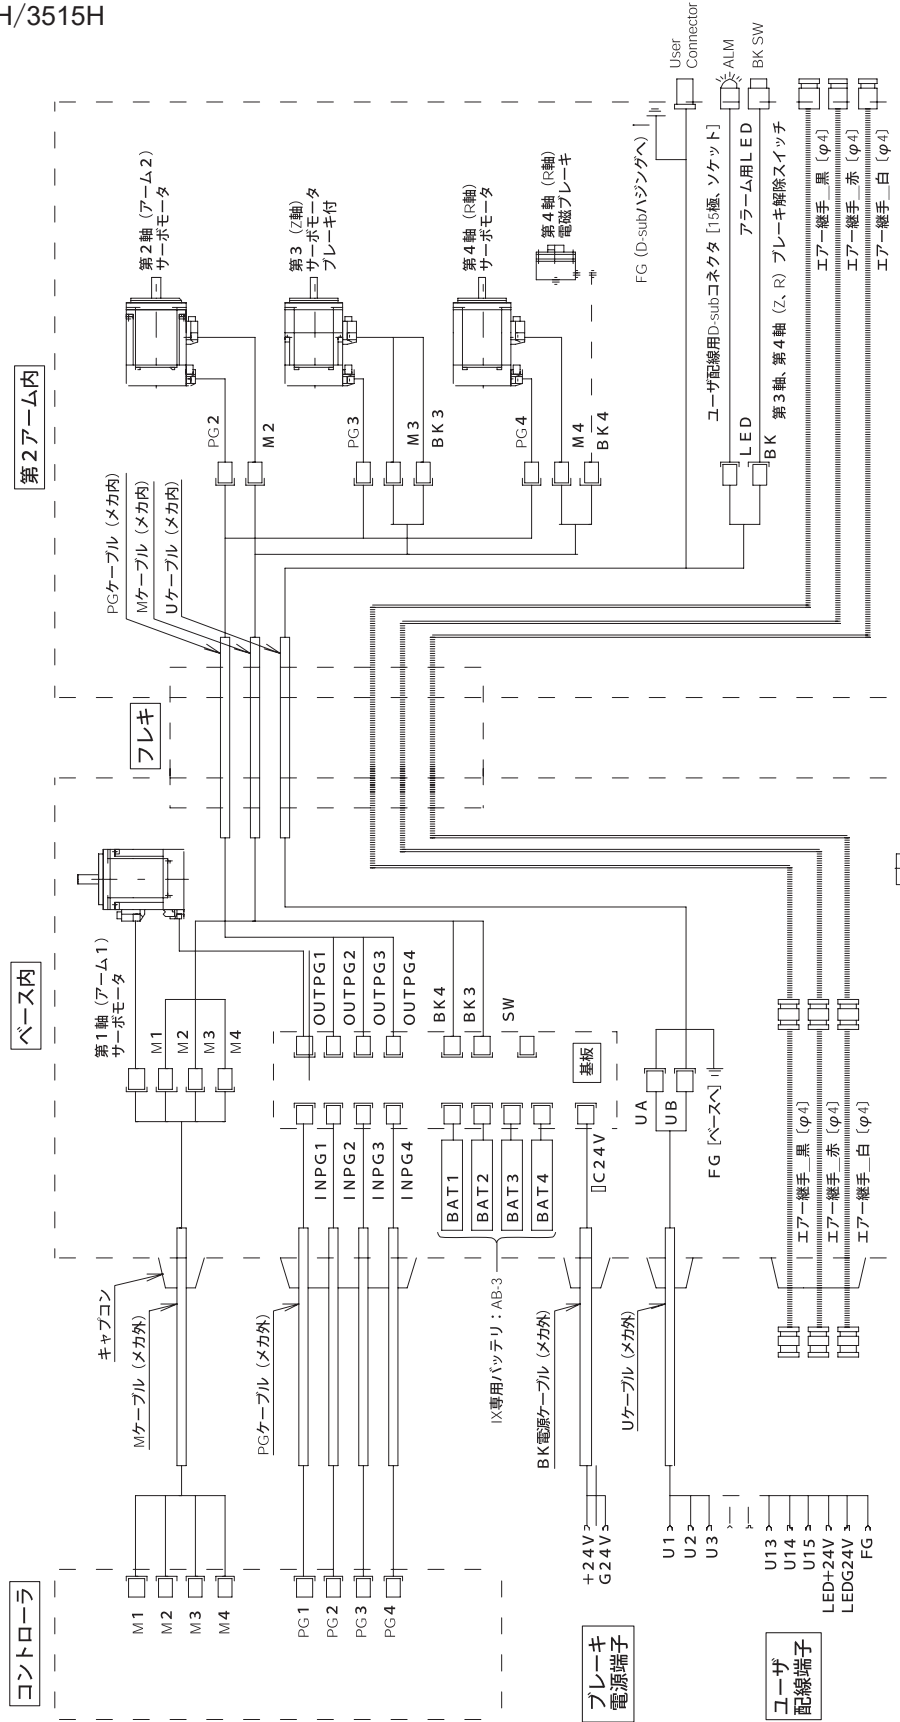 H/3515H
第2アーム内
PGケーブル（メカ内）
Mケーブル（メカ内）
Uケーブル（メカ内）
第2軸（アーム2）
サーボモータ
PG2
M2
第3（Z軸）
サーボモータ
ブレーキ付
PG3
M3
BK3
第4軸（R軸）
サーボモータ
PG4
M4
BK4
第4軸（R軸）
電磁ブレーキ
FG（D-subハジングへ）
User
Connector
ユーザ配線用D-subコネクタ［15極、ソケット］
ALM
アラーム用LED
LED
BK SW
第3軸、第4軸（Z、R）ブレーキ解除スイッチ
BK
エアー継手__黒［φ4］
エアー継手__赤［φ4］
エアー継手__白［φ4］
フレキ
ベース内
第1軸（アーム1）
サーボモータ
M1
M2
M3
M4
OUTPG1
OUTPG2
OUTPG3
OUTPG4
BK4
BK3
SW
基板
INPG1
INPG2
INPG3
INPG4
BAT1
BAT2
BAT3
BAT4
C24V
UA
UB
FG［ベースへ］
エアー継手__黒［φ4］
エアー継手__赤［φ4］
エアー継手__白［φ4］
キャプコン
Mケーブル（メカ外）
PGケーブル（メカ外）
IX専用バッテリ：AB-3
BK電源ケーブル（メカ外）
Uケーブル（メカ外）
コントローラ
M1
M2
M3
M4
PG1
PG2
PG3
PG4
+24V
G24V
ブレーキ
電源端子
U1
U2
U3
U13
U14
U15
LED+24V
LEDG24V
FG
ユーザ
配線端子